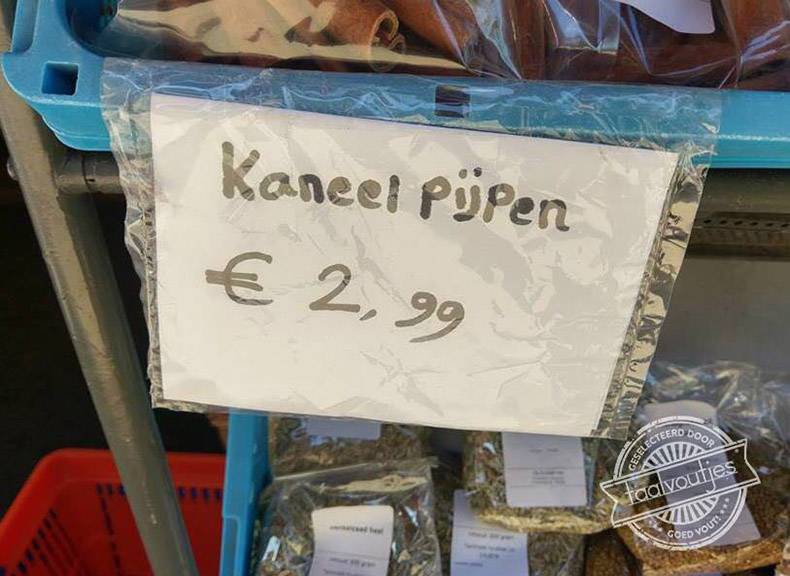 Kaneel pijpen
€ 2,99
GESELECTEERD DOOR
taalvoutjes
GOED VOUT!